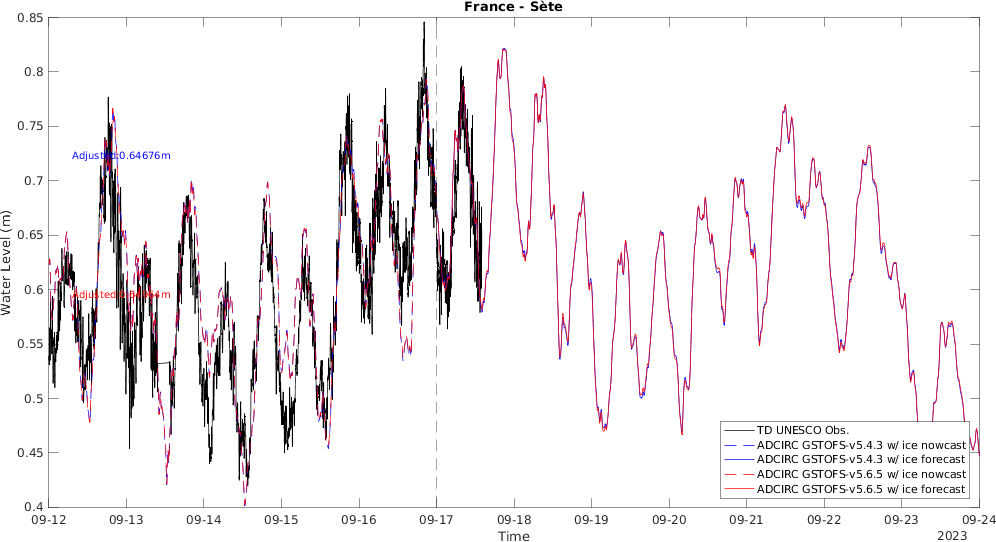 France - Sète
Water Level (m)
0.85
0.8
0.75
0.7
0.65
0.6
0.55
0.5
0.45
0.4
Adjusted:0.64676m
TD UNESCO Obs.
ADCIRC GSTOFS-v5.4.3 w/ ice nowcast
ADCIRC GSTOFS-v5.4.3 w/ ice forecast
ADCIRC GSTOFS-v5.6.5 w/ ice nowcast
ADCIRC GSTOFS-v5.6.5 w/ ice forecast
09-12 09-13 09-14 09-15 09-16 09-17 09-18 09-19 09-20 09-21 09-22 09-23 09-24
Time
2023